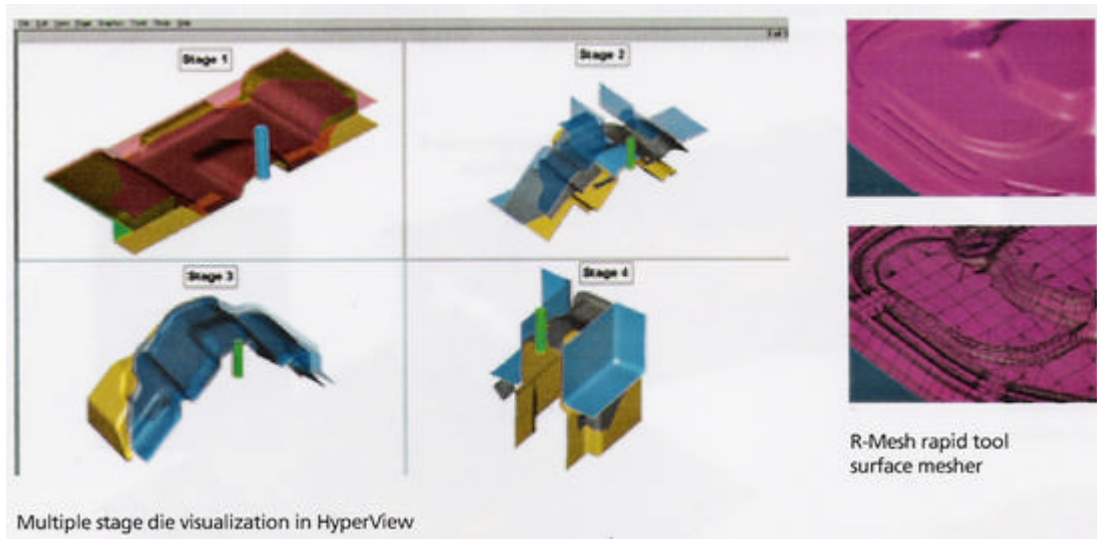 Stage 1
Stage 2
Stage 3
Stage 4
R-Mesh rapid tool
surface mesher
Multiple stage die visualization in HyperView